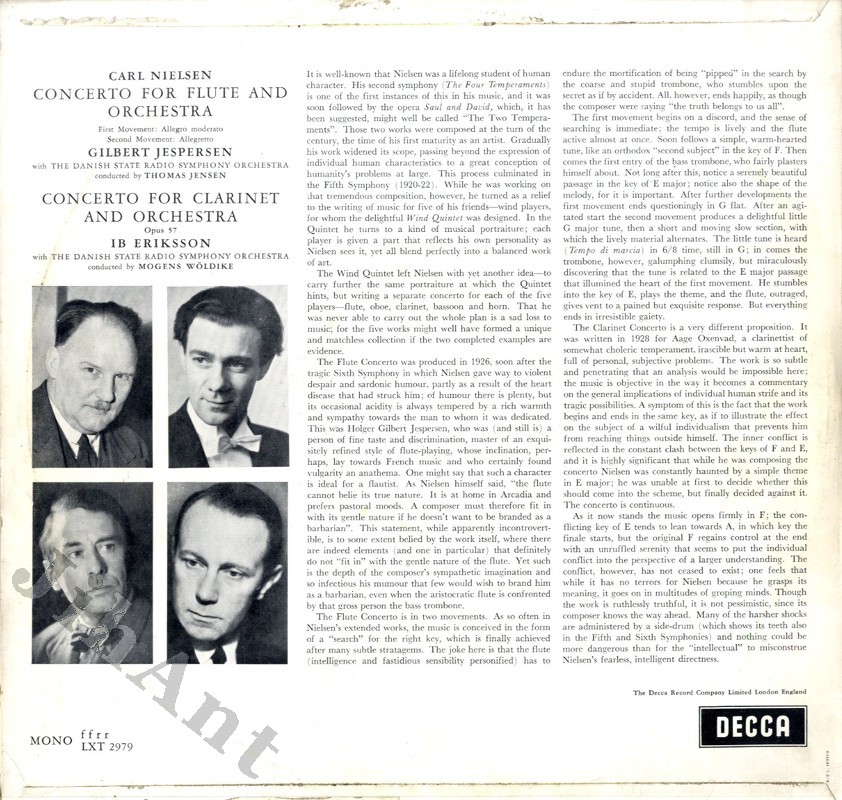 CARL NIELSEN
CONCERTO FOR FLUTE AND
ORCHESTRA
First Movement: Allegro moderato
Second Movement: Allegretto
GILBERT JESPERSEN
with THE DANISH STATE RADIO SYMPHONY ORCHESTRA
conducted by THOMAS JENSEN
CONCERTO FOR CLARINET
AND ORCHESTRA
Opus 57
IB ERIKSSON
with THE DANISH STATE RADIO SYMPHONY ORCHESTRA
conducted by MOGENS WÖLDIKE
It is well-known that Nielsen was a lifelong student of human
character. His second symphony (The Four Temperaments)
is one of the first instances of this in his music, and it was
soon followed by the opera Saul and David, which, it has
been suggested, might well be called "The Two Tempera-
ments". Those two works were composed at the turn of the
century, the time of his first maturity as an artist. Gradually
his work widened its scope, passing beyond the expression of
individual human characteristics to a great conception of
humanity's problems at large. This process culminated in
the Fifth Symphony (1920-22). While he was working on
that tremendous composition, however, he turned as a relief
to the writing of music for five of his friends—wind players,
for whom the delightful Wind Quintet was designed. In the
Quintet he turns to a kind of musical portraiture; each
player is given a part that reflects his own personality as
Nielsen sees it, yet all blend perfectly into a balanced work
of art.
The Wind Quintet left Nielsen with yet another idea—to
carry further the same portraiture at which the Quintet
hints, but writing a separate concerto for each of the five
players—flute, oboe, clarinet, bassoon and horn. That he
was never able to carry out the whole plan is a sad loss to
music; for the five works might well have formed a unique
and matchless collection if the two completed examples are
evidence.
The Flute Concerto was produced in 1926, soon after the
tragic Sixth Symphony in which Nielsen gave way to violent
despair and sardonic humour, partly as a result of the heart
disease that had struck him; of humour there is plenty, but
its occasional acidity is always tempered by a rich warmth
and sympathy towards the man to whom it was dedicated.
This was Holger Gilbert Jespersen, who was (and still is) a
person of fine taste and discrimination, master of an exqui-
sitely refined style of flute-playing, whose inclination, per-
haps, lay towards French music and who certainly found
vulgarity an anathema. One might say that such a character
is ideal for a flautist. As Nielsen himself said, "the flute
cannot belie its true nature. It is at home in Arcadia and
prefers pastoral moods. A composer must therefore fit in
with its gentle nature if he doesn't want to be branded as a
barbarian". This statement, while apparently incontrovert-
ible, is to some extent belied by the work itself, where there
are indeed elements (and one in particular) that definitely
do not "fit in" with the gentle nature of the flute. Yet such
is the depth of the composer's sympathetic imagination and
so infectious his humour that few would wish to brand him
as a barbarian, even when the aristocratic flute is confronted
by that gross person the bass trombone.
The Flute Concerto is in two movements. As so often in
Nielsen's extended works, the music is conceived in the form
of a "search" for the right key, which is finally achieved
after many subtle stratagems. The joke here is that the flute
(intelligence and fastidious sensibility personified) has to
endure the mortification of being "pipped" in the search by
the coarse and stupid trombone, who stumbles upon the
secret as if by accident. All, however, ends happily, as though
the composer were saying "the truth belongs to us all".
The first movement begins on a discord, and the sense of
searching is immediate; the tempo is lively and the flute
active almost at once. Soon follows a simple, warm-hearted
tune, like an orthodox "second subject" in the key of F. Then
comes the first entry of the bass trombone, who fairly plasters
himself about. Not long after this, notice a serenely beautiful
passage in the key of E major; notice also the shape of the
melody, for it is important. After further developments the
first movement ends questioningly in G flat. After an agi-
tated start the second movement produces a delightful little
G major tune, then a short and moving slow section, with
which the lively material alternates. The little tune is heard
(Tempo di marcia) in 6/8 time, still in G; in comes the
trombone, however, galumphing clumsily, but miraculously
discovering that the tune is related to the E major passage
that illumined the heart of the first movement. He stumbles
into the key of E, plays the theme, and the flute, outraged,
gives vent to a pained but exquisite response. But everything
ends in irresistible gaiety.
The Clarinet Concerto is a very different proposition. It
was written in 1928 for Aage Oxenvad, a clarinettist of
somewhat choleric temperament, irascible but warm at heart,
full of personal, subjective problems. The work is so subtle
and penetrating that an analysis would be impossible here;
the music is objective in the way it becomes a commentary
on the general implications of individual human strife and its
tragic possibilities. A symptom of this is the fact that the work
begins and ends in the same key, as if to illustrate the effect
on the subject of a wilful individualism that prevents him
from reaching things outside himself. The inner conflict is
reflected in the constant clash between the keys of F and E,
and it is highly significant that while he was composing the
concerto Nielsen was constantly haunted by a simple theme
in E major; he was unable at first to decide whether this
should come into the scheme, but finally decided against it.
The concerto is continuous.
As it now stands the music opens firmly in F; the con-
flicting key of E tends to lean towards A, in which key the
finale starts, but the original F regains control at the end
with an unruffled serenity that seems to put the individual
conflict into the perspective of a larger understanding. The
conflict, however, has not ceased to exist; one feels that
while it has no terrors for Nielsen because he grasps its
meaning, it goes on in multitudes of groping minds. Though
the work is ruthlessly truthful, it is not pessimistic, since its
composer knows the way ahead. Many of the harsher shocks
are administered by a side-drum (which shows its teeth also
in the Fifth and Sixth Symphonies) and nothing could be
more dangerous than for the "intellectual" to misconstrue
Nielsen's fearless, intelligent directness.
The Decca Record Company Limited London England
DECCA
MONO ffrr
LXT 2979